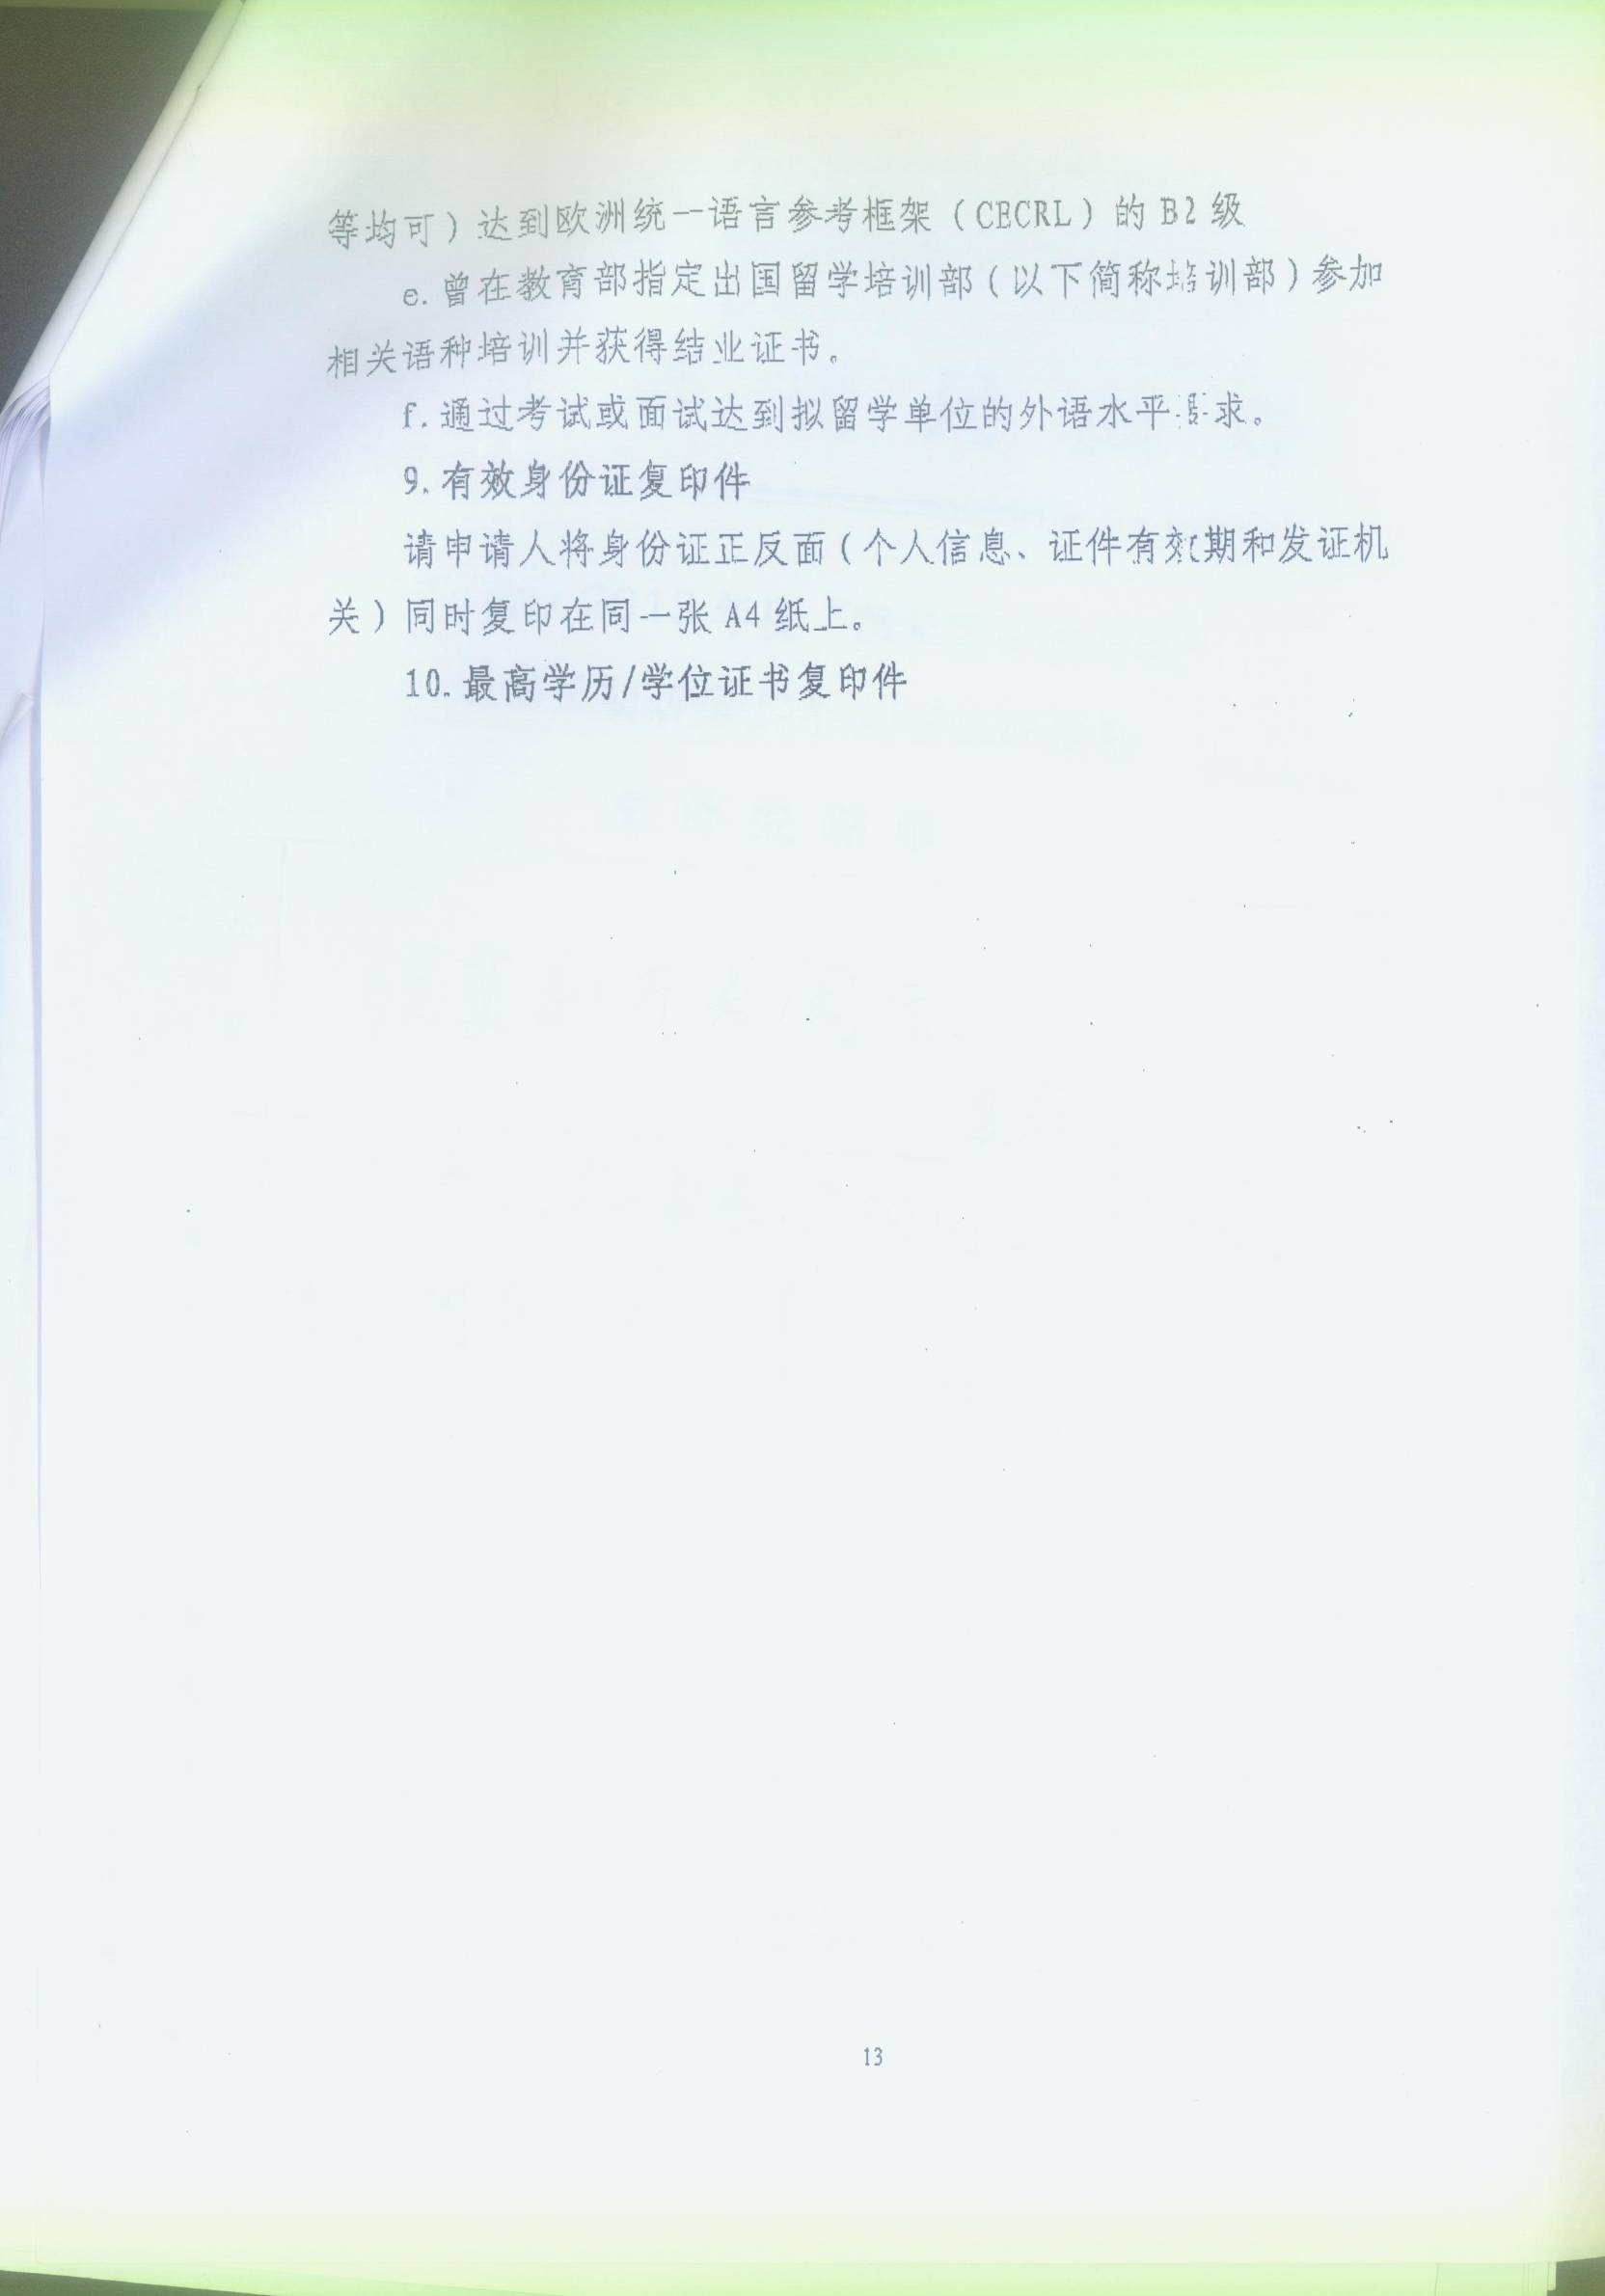 等均可）达到欧洲统一语言参考框架（CECRL）的 B2 级
e.曾在教育部指定出国留学培训部（以下简称培训部）参加
相关语种培训并获得结业证书。
f.通过考试或面试达到拟留学单位的外语水平要求。
9.有效身份证复印件
请申请人将身份证正反面（个人信息、证件有效期和发证机
关）同时复印在同一张 A4 纸上。
10.最高学历/学位证书复印件
13